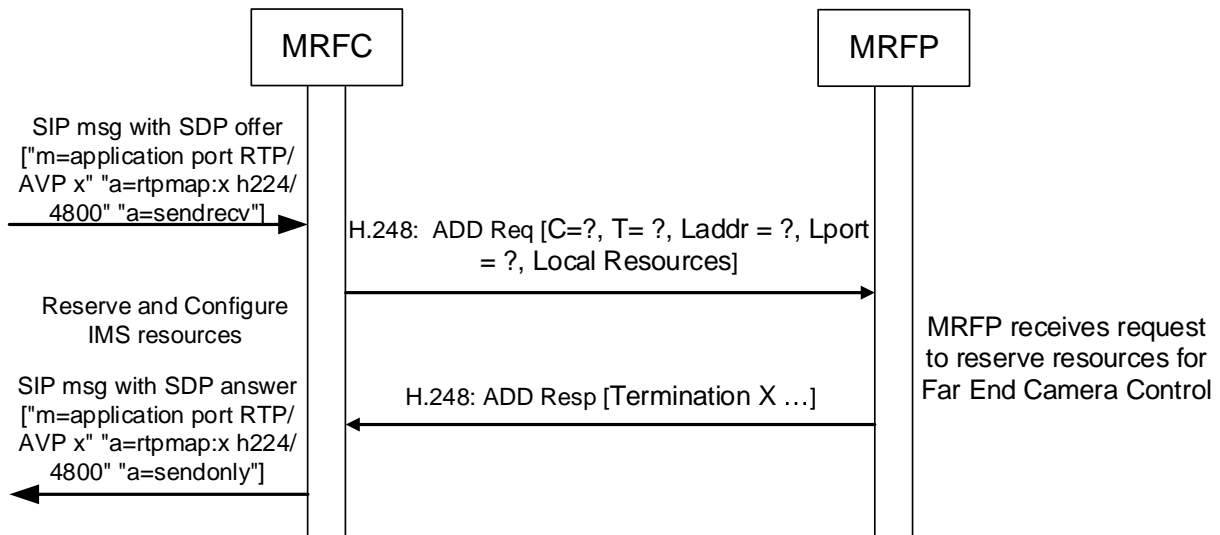 MRFC
MRFP
SIP msg with SDP offer
["m=application port RTP/
AVP x" "a=rtpmap:x h224/
4800" "a=sendrecv"]
H.248:  ADD Req [C=?, T= ?, Laddr = ?, Lport
= ?, Local Resources]
Reserve and Configure
IMS resources
MRFP receives request
to reserve resources for
Far End Camera Control
SIP msg with SDP answer
["m=application port RTP/
AVP x" "a=rtpmap:x h224/
4800" "a=sendonly"]
H.248: ADD Resp [Termination X …]